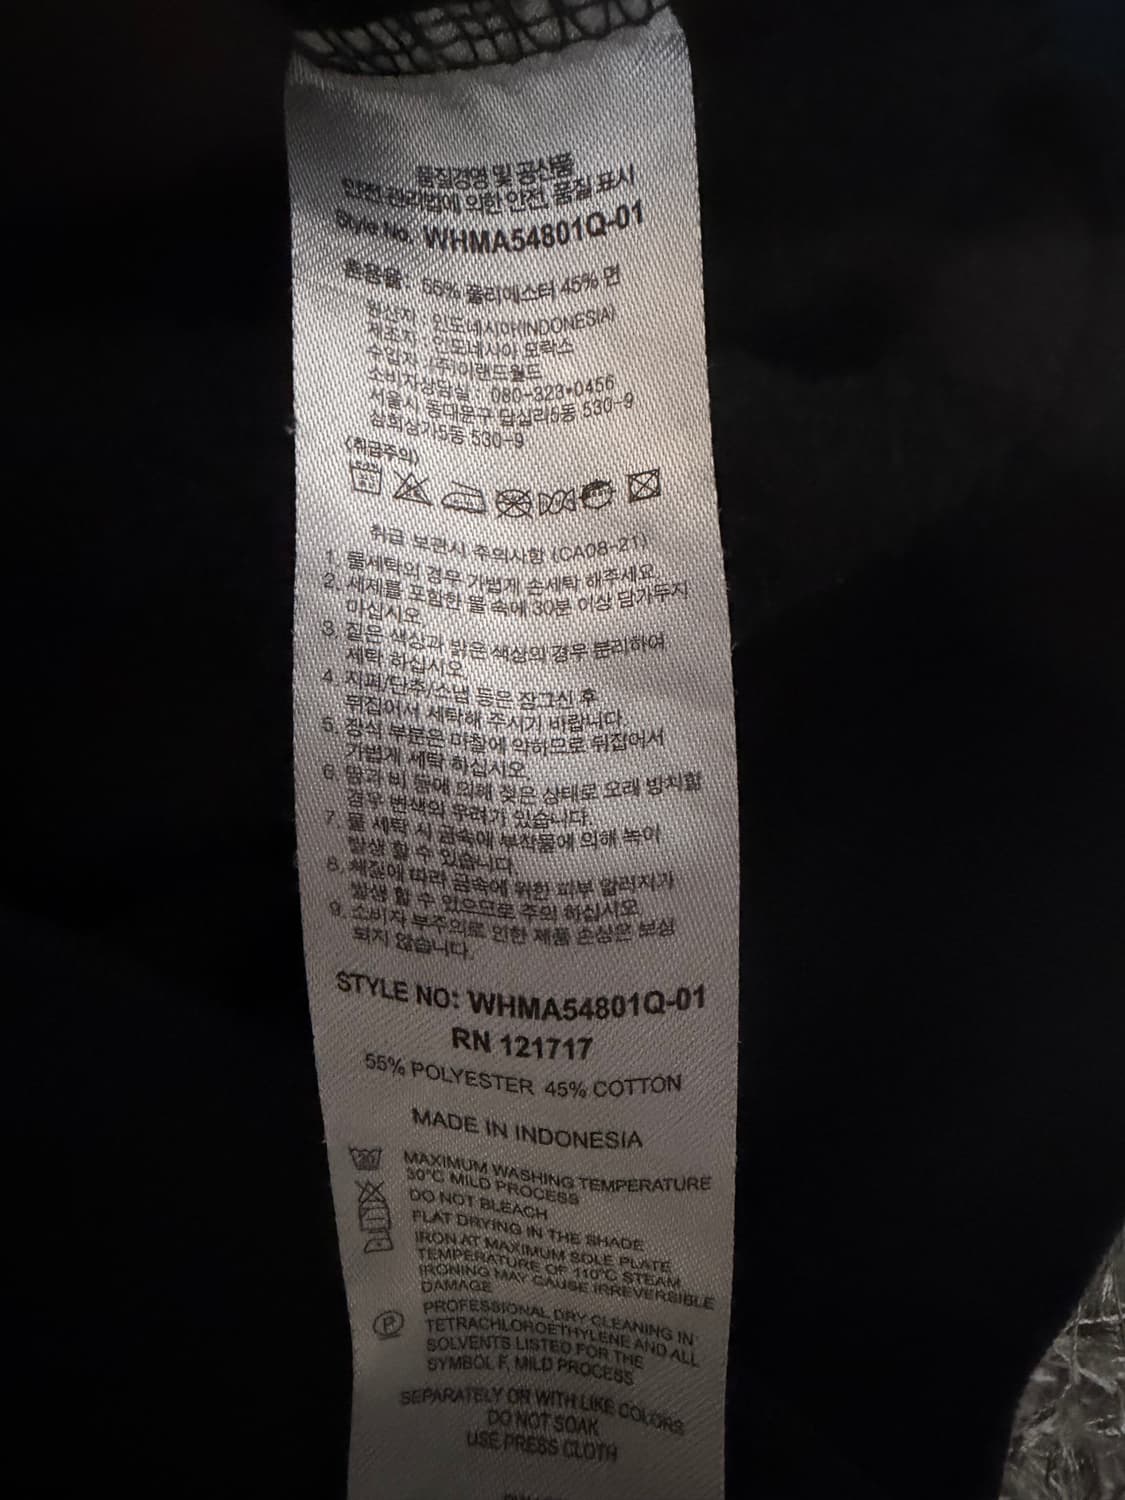 품질경영 및 공산품
안전 관리법에 의한 안전, 품질 표시
Style No. WHMA54801Q-01
혼용율: 55% 폴리에스터 45% 면
원산지 : 인도네시아(INDONESIA)
제조자 : 인도네시아 모락스
수입자 : (주)이랜드월드
소비자상담실 : 080-323-0456
서울시 동대문구 답십리5동 530-9
삼희상가5동 530-9
(취급주의)
취급 보관시 주의사항 (CA08-21)
1. 물세탁의 경우 가볍게 손세탁 해주세요.
2. 세제를 포함한 물 속에 30분 이상 담가두지
마십시오.
3. 짙은 색상과 밝은 색상의 경우 분리하여
세탁 하십시오.
4. 지퍼/단추/스냅 등은 잠그신 후
뒤집어서 세탁해 주시기 바랍니다.
5. 장식 부분은 마찰에 약하므로 뒤집어서
가볍게 세탁 하십시오.
6. 땀과 비 등에 의해 젖은 상태로 오래 방치할
경우 변색의 우려가 있습니다.
7. 물 세탁 시 금속에 부착물에 의해 녹이
발생 할 수 있습니다.
8. 체질에 따라 금속에 위한 피부 알러지가
발생 할 수 있으므로 주의 하십시오.
9. 소비자 부주의로 인한 제품 손상은 보상
되지 않습니다.
STYLE NO: WHMA54801Q-01
RN 121717
55% POLYESTER 45% COTTON
MADE IN INDONESIA
MAXIMUM WASHING TEMPERATURE
30°C MILD PROCESS
DO NOT BLEACH
FLAT DRYING IN THE SHADE
IRON AT MAXIMUM SOLE PLATE
TEMPERATURE OF 110°C STEAM
IRONING MAY CAUSE IRREVERSIBLE
DAMAGE
PROFESSIONAL DRY CLEANING IN
TETRACHLOROETHYLENE AND ALL
SOLVENTS LISTED FOR THE
SYMBOL F, MILD PROCESS
SEPARATELY OR WITH LIKE COLORS
DO NOT SOAK
USE PRESS CLOTH